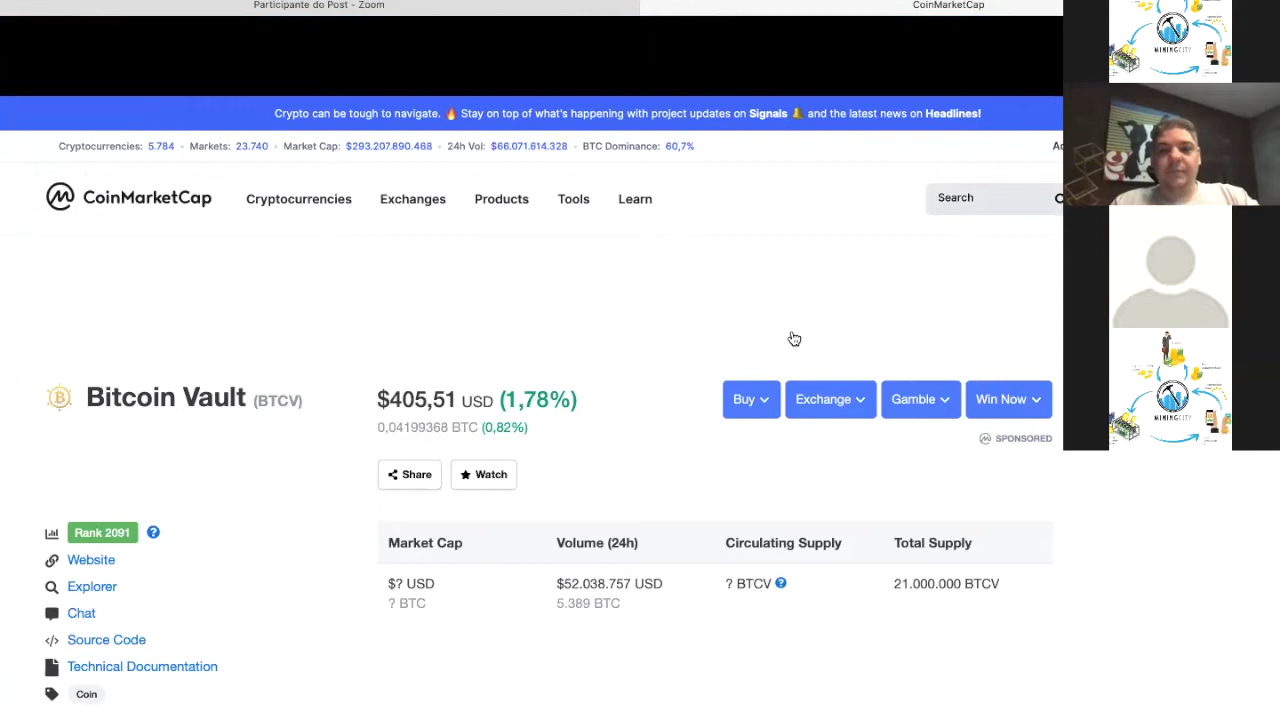 Participante do Post - Zoom
CoinMarketCap
Crypto can be tough to navigate. 🔥 Stay on top of what's happening with project updates on Signals 🔔 and the latest news on Headlines!
Cryptocurrencies: 5.784 • Markets: 23.740 • Market Cap: $293.207.890.468 • 24h Vol: $66.071.614.328 • BTC Dominance: 60,7%
CoinMarketCap
Cryptocurrencies
Exchanges
Products
Tools
Learn
Search
MININGCITY
Bitcoin Vault (BTCV)
$405,51 USD (1,78%)
0,04199368 BTC (0,82%)
Buy
Exchange
Gamble
Win Now
SPONSORED
Share
Watch
Rank 2091
Website
Explorer
Chat
Source Code
Technical Documentation
Coin
Market Cap
Volume (24h)
Circulating Supply
Total Supply
$? USD
$52.038.757 USD
? BTCV
21.000.000 BTCV
? BTC
5.389 BTC
MININGCITY